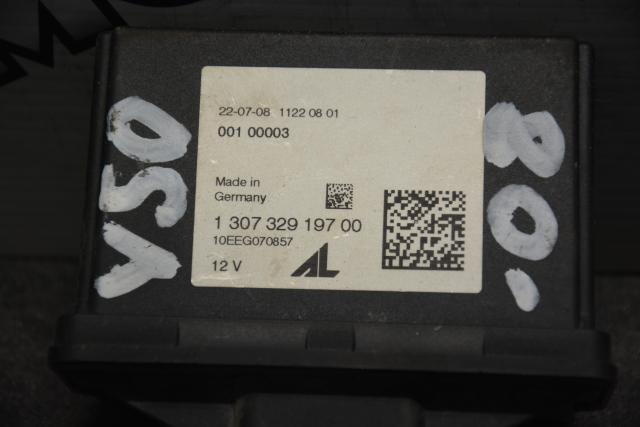 22-07-08 1122 08 01
001 00003
Made in
Germany
1 307 329 197 00
10EEG070857
12 V
AL
V50
80.-